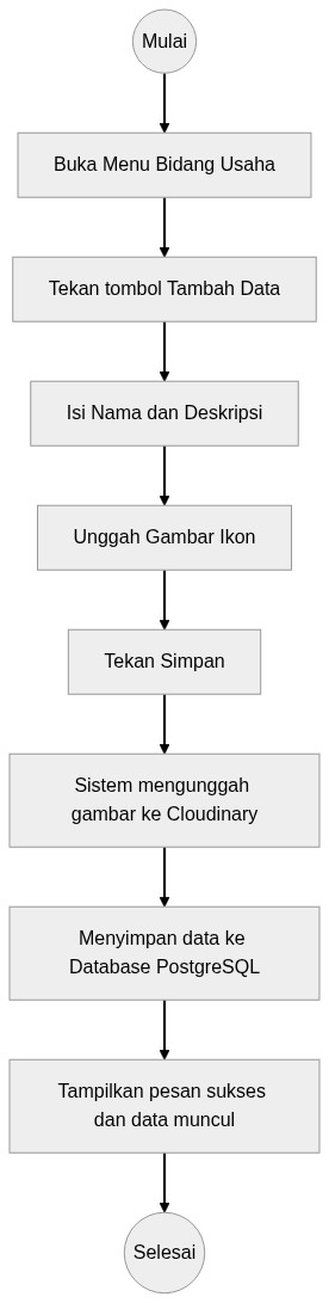 Mulai
Buka Menu Bidang Usaha
Tekan tombol Tambah Data
Isi Nama dan Deskripsi
Unggah Gambar Ikon
Tekan Simpan
Sistem mengunggah
gambar ke Cloudinary
Menyimpan data ke
Database PostgreSQL
Tampilkan pesan sukses
dan data muncul
Selesai